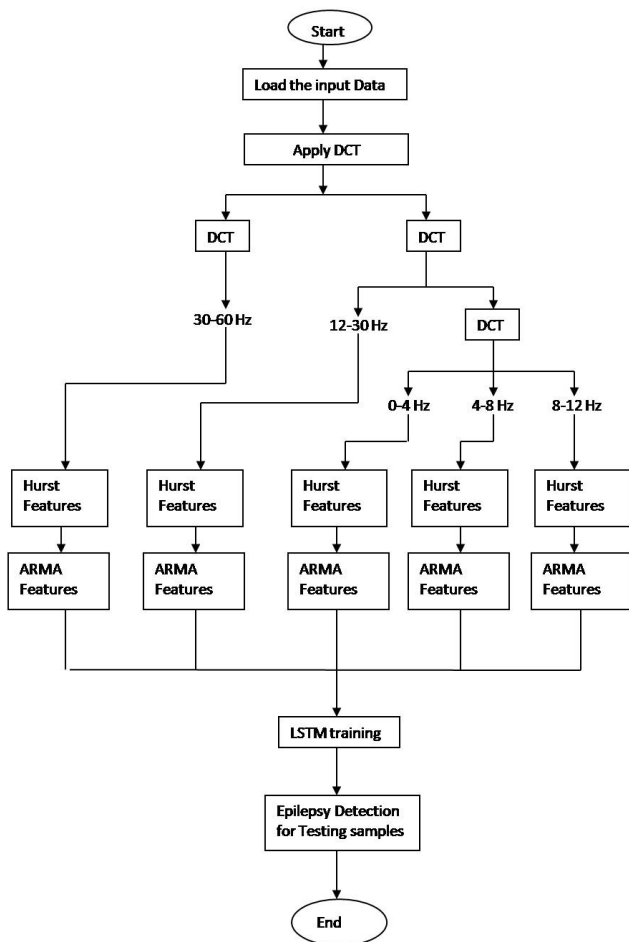 Start
Load the input Data
Apply DCT
DCT
DCT
30-60 Hz
12-30 Hz
DCT
0-4 Hz
4-8 Hz
8-12 Hz
Hurst
Features
Hurst
Features
Hurst
Features
Hurst
Features
Hurst
Features
ARMA
Features
ARMA
Features
ARMA
Features
ARMA
Features
ARMA
Features
LSTM training
Epilepsy Detection
for Testing samples
End